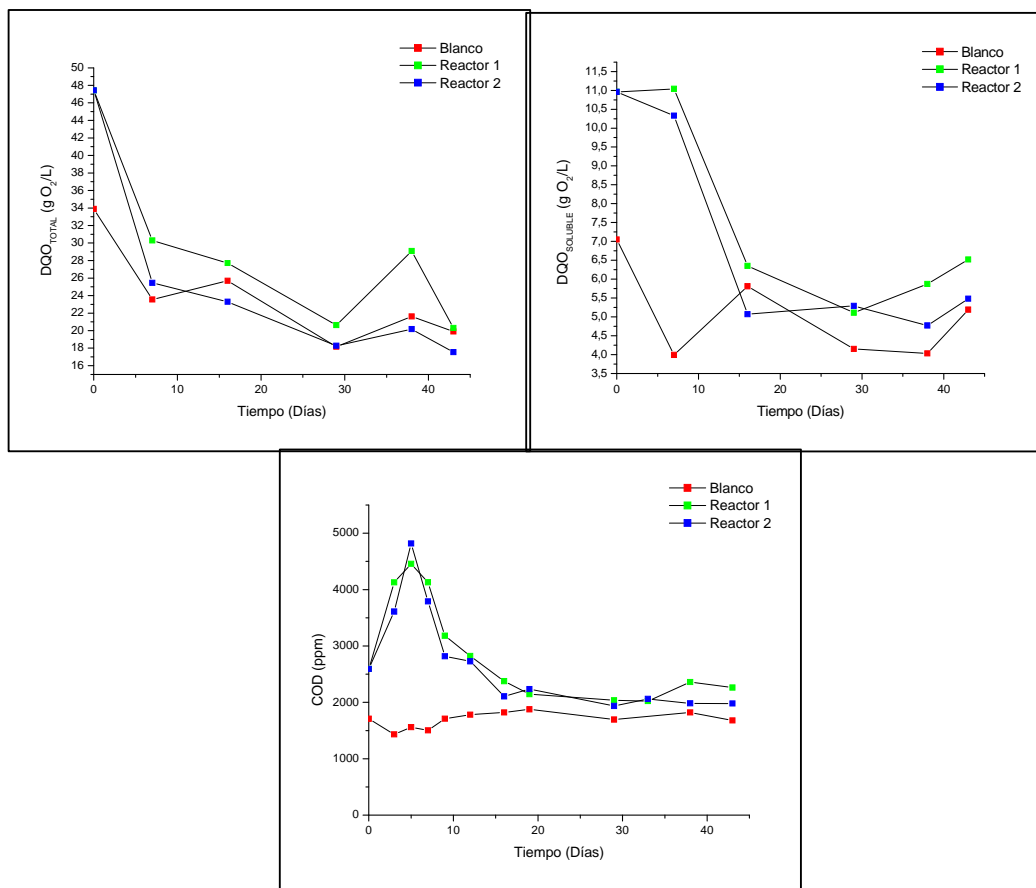 Blanco
Reactor 1
Reactor 2
50
48
46
44
42
40
38
36
34
32
30
28
26
24
22
20
18
16
DQO_TOTAL (g O₂/L)
0 10 20 30 40
Tiempo (Días)
Blanco
Reactor 1
Reactor 2
11,5
11,0
10,5
10,0
9,5
9,0
8,5
8,0
7,5
7,0
6,5
6,0
5,5
5,0
4,5
4,0
3,5
DQO_SOLUBLE (g O₂/L)
0 10 20 30 40
Tiempo (Días)
Blanco
Reactor 1
Reactor 2
5000
4000
3000
2000
1000
0
COD (ppm)
0 10 20 30 40
Tiempo (Días)